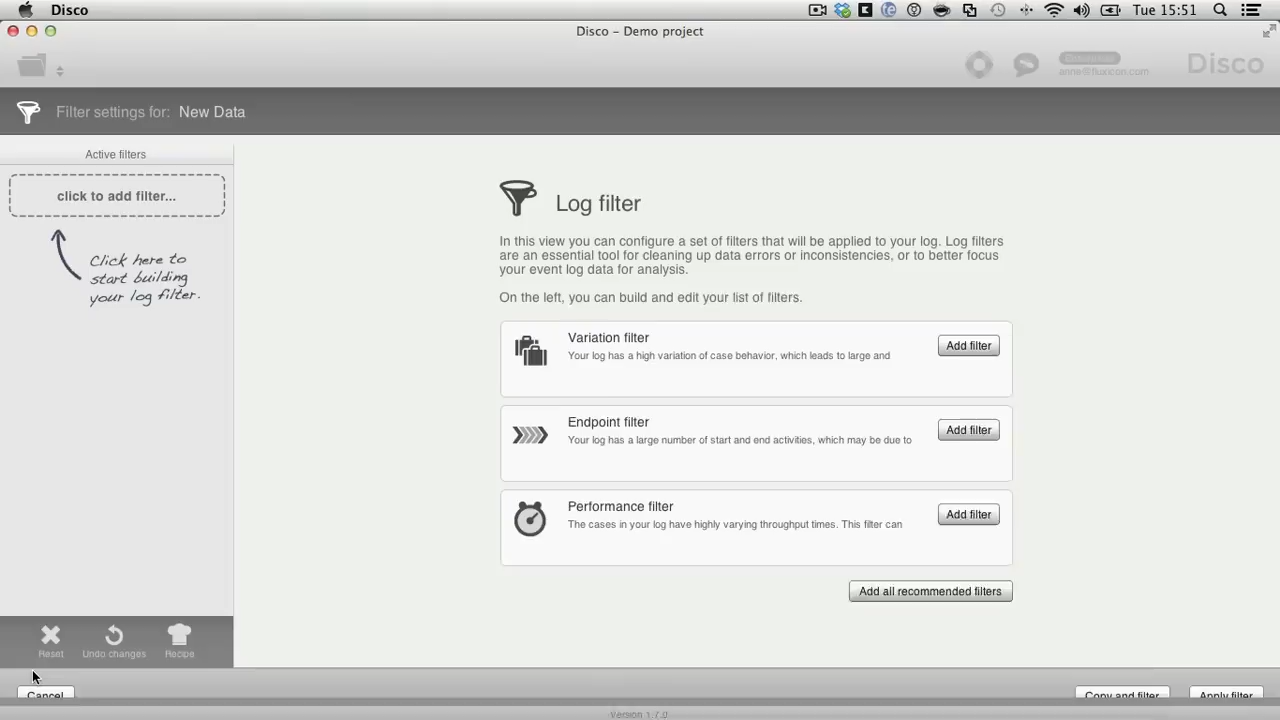 Disco
Tue 15:51
Disco – Demo project
anne@fluxicon.com
Disco
Filter settings for: New Data
Active filters
click to add filter...
Click here to
start building
your log filter.
Log filter
In this view you can configure a set of filters that will be applied to your log. Log filters
are an essential tool for cleaning up data errors or inconsistencies, or to better focus
your event log data for analysis.
On the left, you can build and edit your list of filters.
Variation filter
Your log has a high variation of case behavior, which leads to large and
Add filter
Endpoint filter
Your log has a large number of start and end activities, which may be due to
Add filter
Performance filter
The cases in your log have highly varying throughput times. This filter can
Add filter
Add all recommended filters
Reset
Undo changes
Recipe
Cancel
Copy and filter
Apply filter
Version 1.7.0